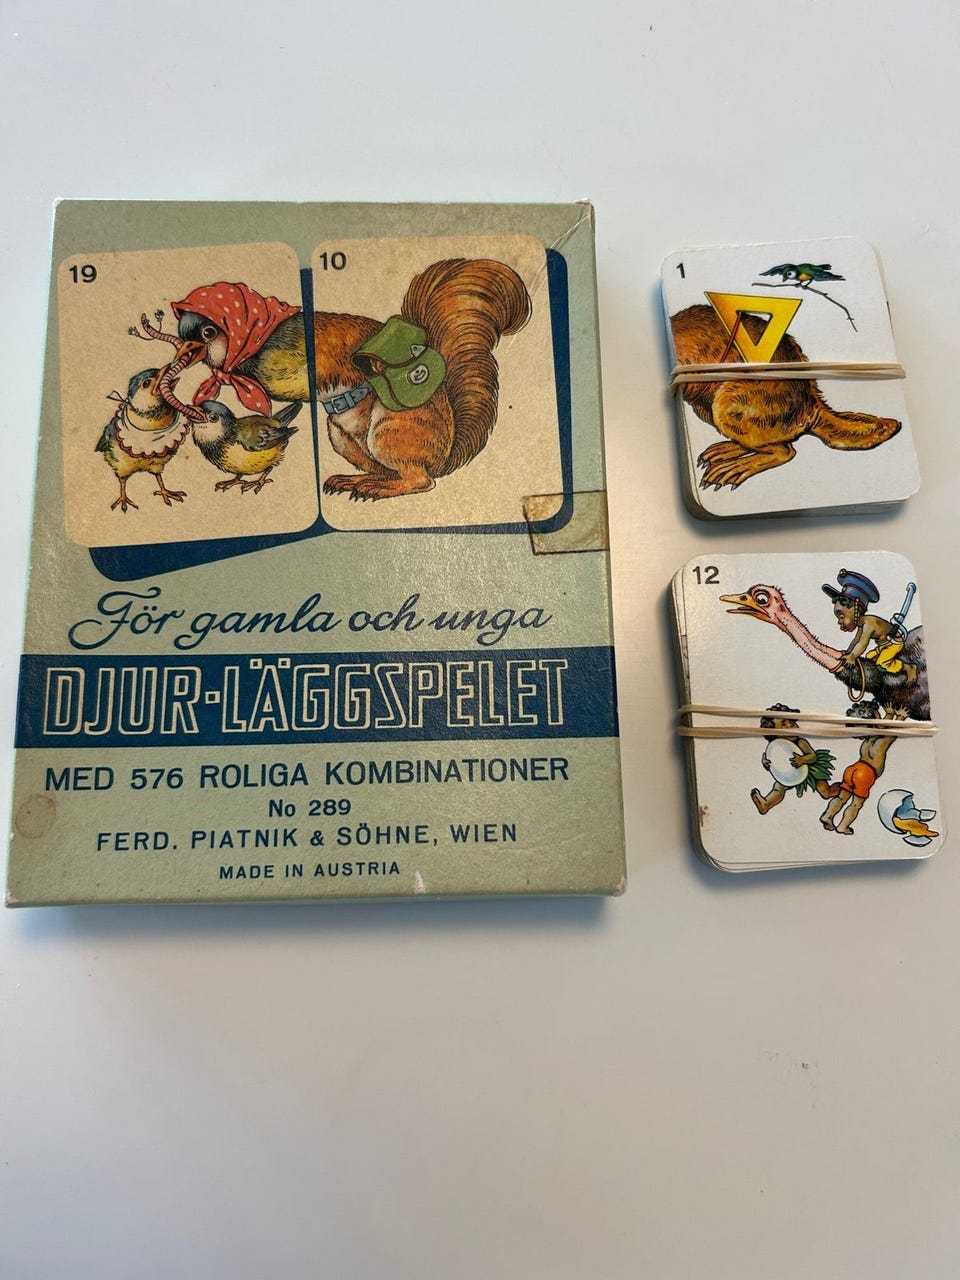 19
10
För gamla och unga
DJUR-LÄGGSPELET
MED 576 ROLIGA KOMBINATIONER
No 289
FERD. PIATNIK & SÖHNE, WIEN
MADE IN AUSTRIA
1
12